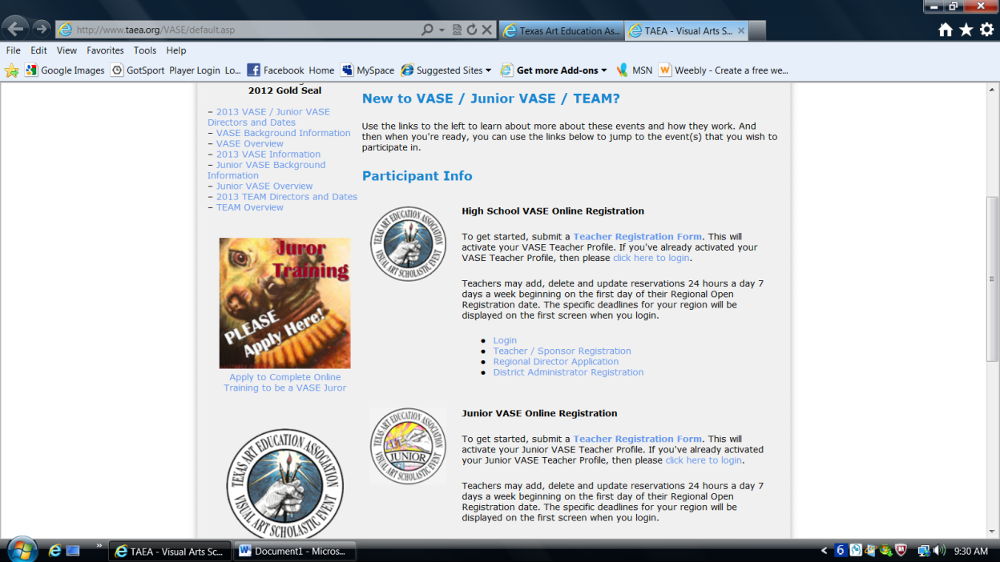 http://www.taea.org/VASE/default.asp
Texas Art Education As...
TAEA - Visual Arts S...
File Edit View Favorites Tools Help
Google Images GotSport Player Login Lo... Facebook Home MySpace Suggested Sites Get more Add-ons MSN Weebly - Create a free we...
2012 Gold Seal
– 2013 VASE / Junior VASE
Directors and Dates
– VASE Background Information
– VASE Overview
– 2013 VASE Information
– Junior VASE Background
Information
– Junior VASE Overview
– 2013 TEAM Directors and Dates
– TEAM Overview
Juror
Training
PLEASE
Apply Here!
Apply to Complete Online
Training to be a VASE Juror
TEXAS ART EDUCATION ASSOCIATION
VISUAL ART SCHOLASTIC EVENT
New to VASE / Junior VASE / TEAM?
Use the links to the left to learn about more about these events and how they work. And
then when you're ready, you can use the links below to jump to the event(s) that you wish to
participate in.
Participant Info
TEXAS ART EDUCATION ASSOCIATION
VISUAL ART SCHOLASTIC EVENT
High School VASE Online Registration
To get started, submit a Teacher Registration Form. This will
activate your VASE Teacher Profile. If you've already activated your
VASE Teacher Profile, then please click here to login.
Teachers may add, delete and update reservations 24 hours a day 7
days a week beginning on the first day of their Regional Open
Registration date. The specific deadlines for your region will be
displayed on the first screen when you login.
• Login
• Teacher / Sponsor Registration
• Regional Director Application
• District Administrator Registration
TEXAS ART EDUCATION ASSOCIATION
JUNIOR
VISUAL ART SCHOLASTIC EVENT
Junior VASE Online Registration
To get started, submit a Teacher Registration Form. This will
activate your Junior VASE Teacher Profile. If you've already activated
your Junior VASE Teacher Profile, then please click here to login.
Teachers may add, delete and update reservations 24 hours a day 7
days a week beginning on the first day of their Regional Open
Registration date. The specific deadlines for your region will be
displayed on the first screen when you login.
TAEA - Visual Arts Sc...
Document1 - Micros...
6
9:30 AM